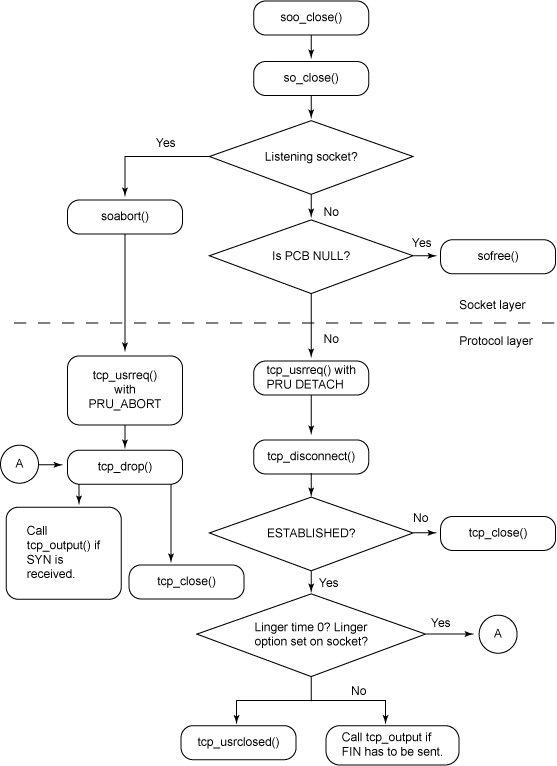 soo_close()
so_close()
Listening socket?
Yes
No
soabort()
Is PCB NULL?
Yes
sofree()
Socket layer
Protocol layer
No
tcp_usrreq()
with
PRU_ABORT
tcp_usrreq() with
PRU DETACH
A
tcp_drop()
tcp_disconnect()
Call
tcp_output() if
SYN is
received.
tcp_close()
ESTABLISHED?
No
tcp_close()
Yes
Linger time 0? Linger
option set on socket?
Yes
A
No
tcp_usrclosed()
Call tcp_output if
FIN has to be sent.